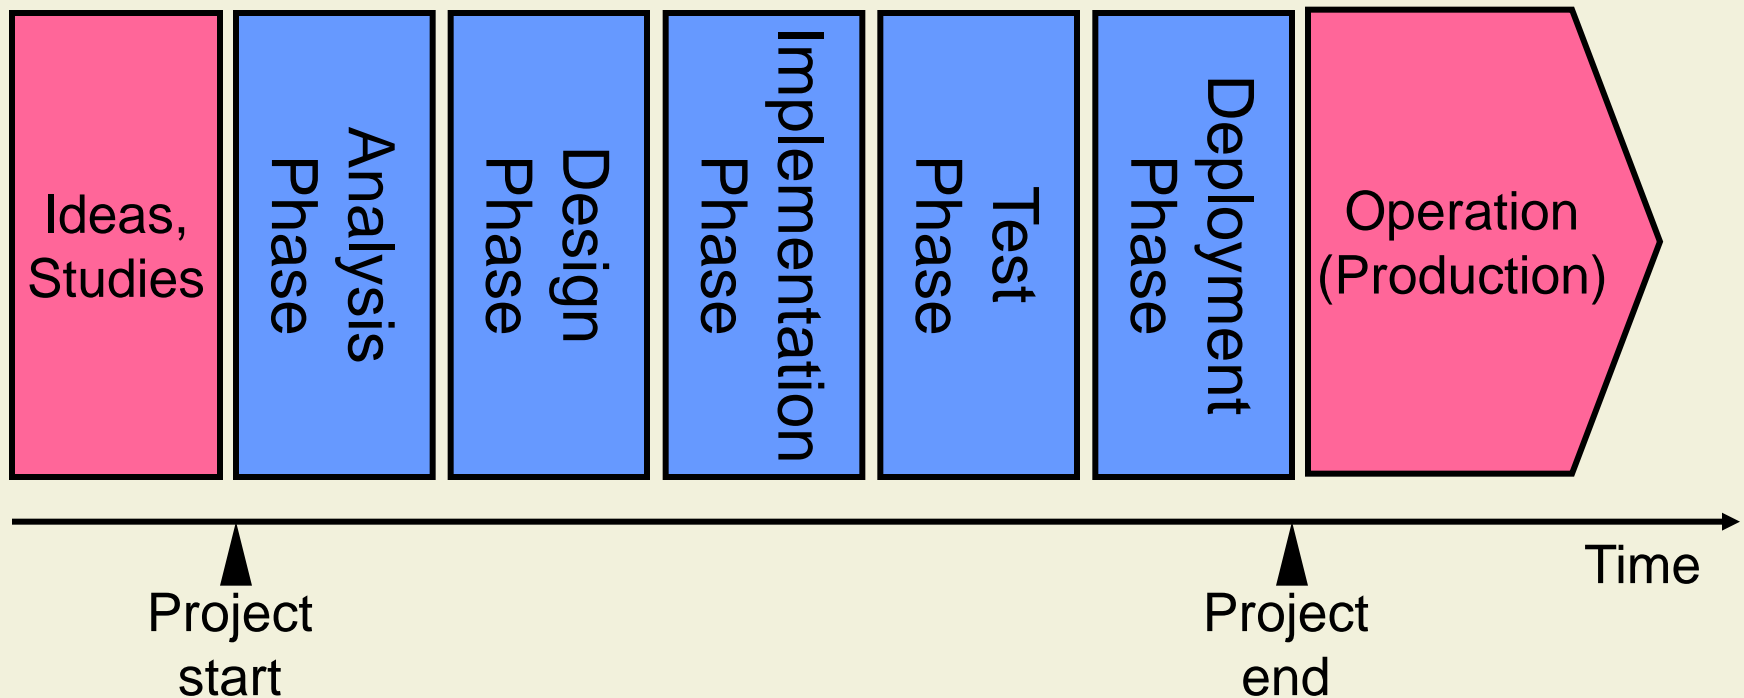 Ideas,
Studies
Analysis
Phase
Design
Phase
Implementation
Phase
Test
Phase
Deployment
Phase
Operation
(Production)
Time
Project
start
Project
end